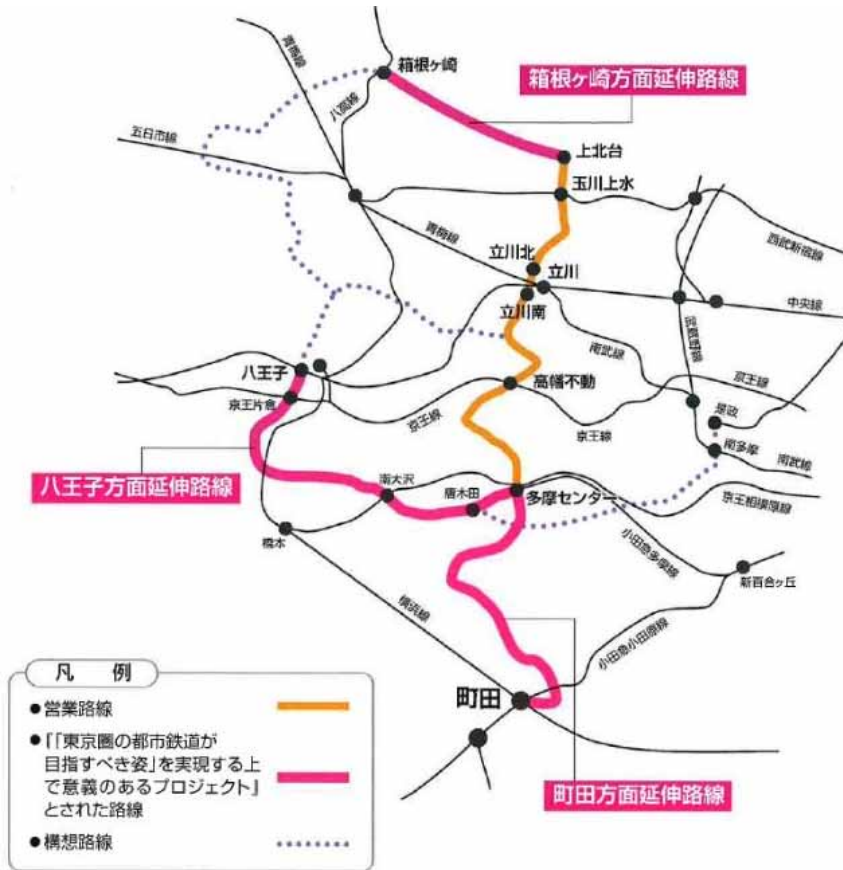 青梅線
箱根ヶ崎
箱根ヶ崎方面延伸路線
八高線
五日市線
上北台
玉川上水
青梅線
西武新宿線
立川北
立川
立川南
中央線
武蔵野線
南武線
八王子
高幡不動
京王線
京王片倉
京王線
京王線
是政
南多摩
南武線
八王子方面延伸路線
南大沢
唐木田
多摩センター
京王相模原線
橋本
小田急多摩線
新百合ヶ丘
横浜線
小田急小田原線
町田
町田方面延伸路線
凡 例
●営業路線
●『「東京圏の都市鉄道が
目指すべき姿」を実現する上
で意義のあるプロジェクト』
とされた路線
●構想路線